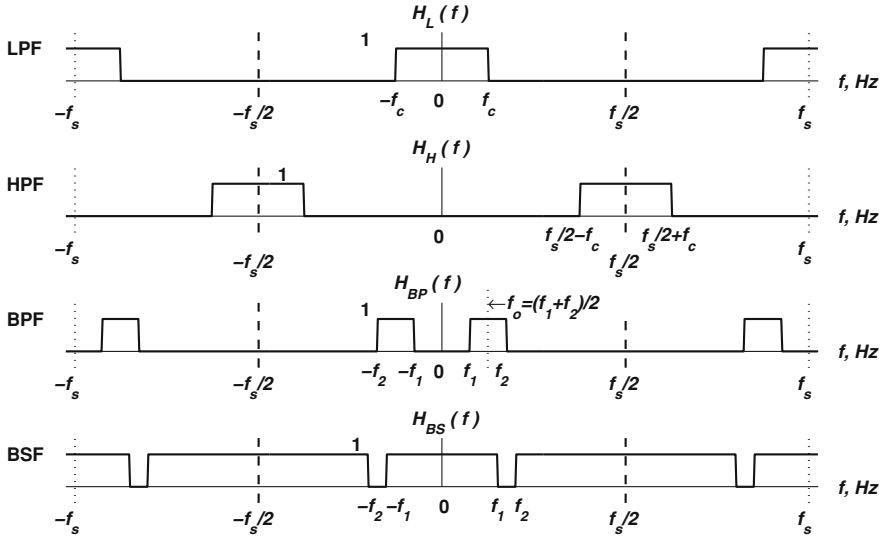 H_L ( f )
LPF 1
f, Hz
−f_s −f_s/2 −f_c 0 f_c f_s/2 f_s
H_H ( f )
HPF 1
f, Hz
−f_s −f_s/2 0 f_s/2−f_c f_s/2 f_s/2+f_c f_s
H_BP ( f )
BPF 1 ←f_o=(f_1+f_2)/2
f, Hz
−f_s −f_s/2 −f_2 −f_1 0 f_1 f_2 f_s/2 f_s
H_BS ( f )
BSF 1
f, Hz
−f_s −f_s/2 −f_2 −f_1 0 f_1 f_2 f_s/2 f_s